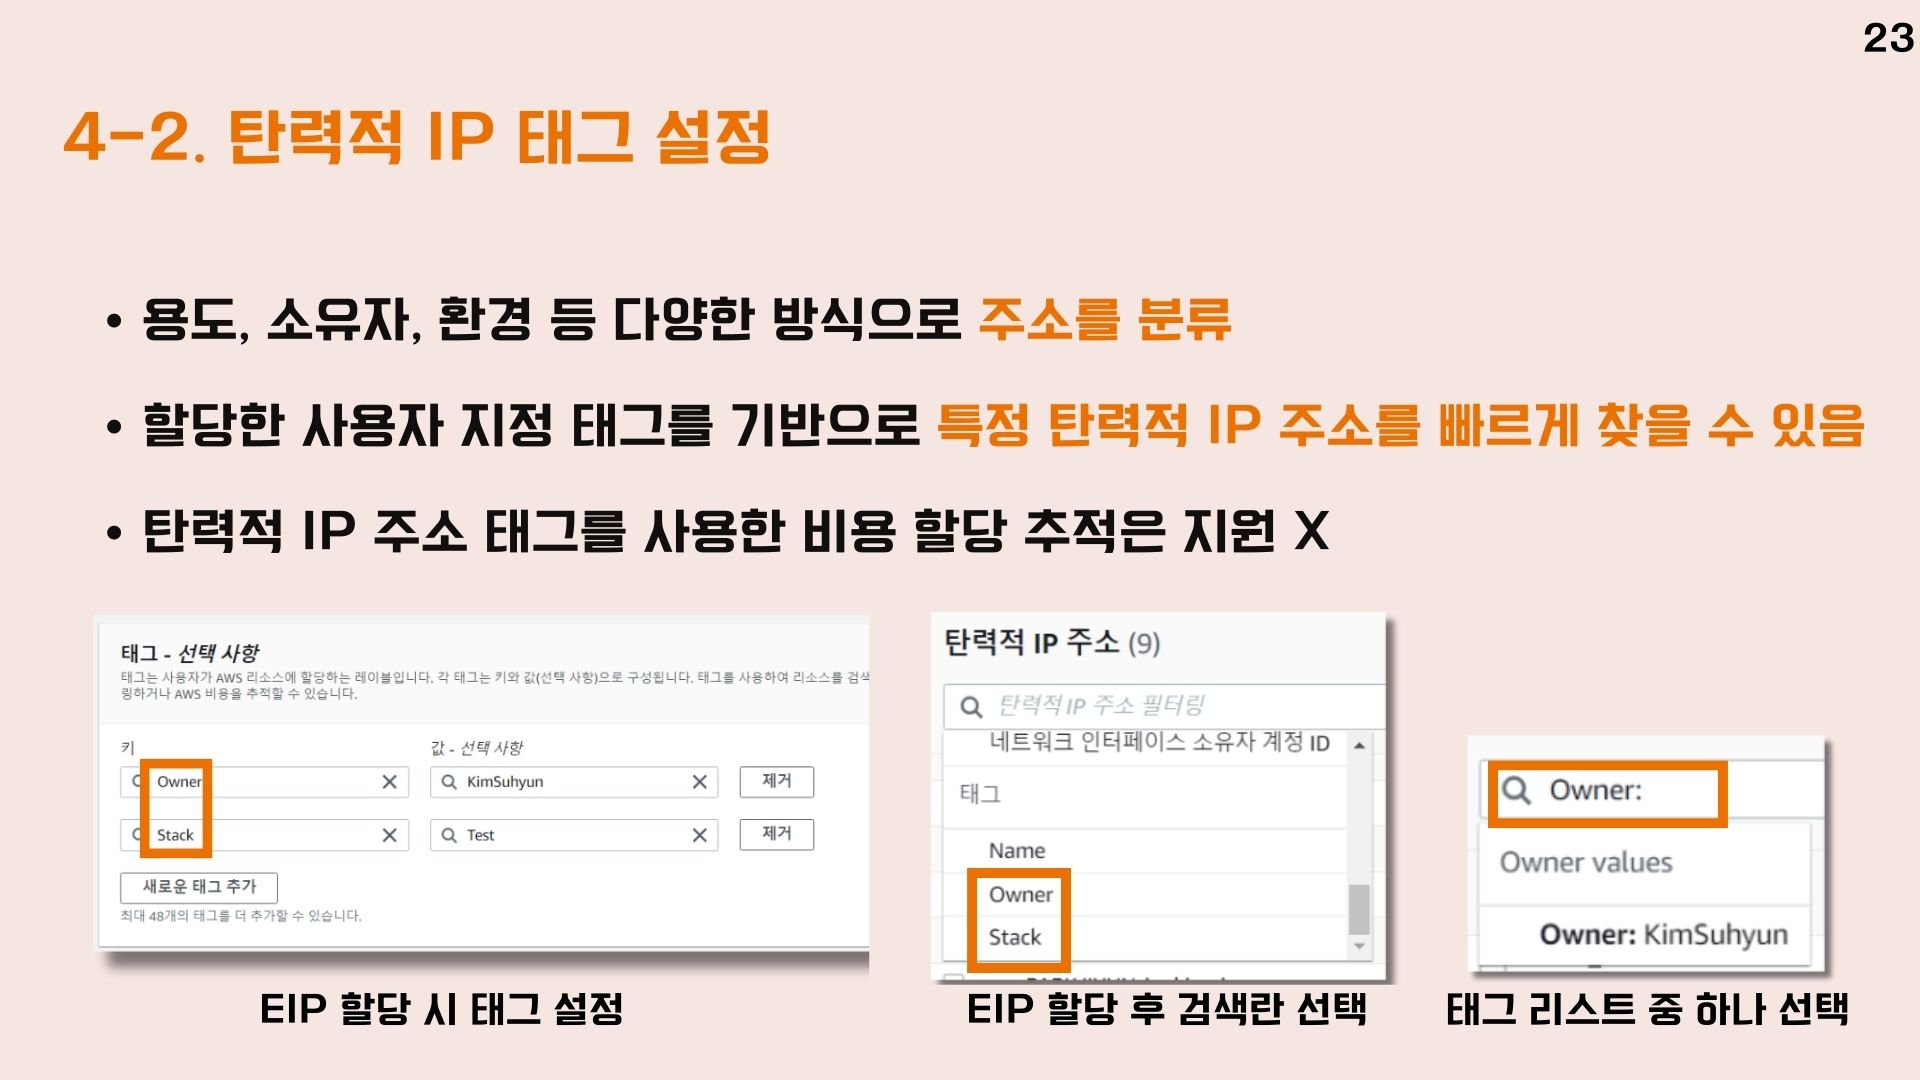 23
4-2. 탄력적 IP 태그 설정
• 용도, 소유자, 환경 등 다양한 방식으로 주소를 분류
• 할당한 사용자 지정 태그를 기반으로 특정 탄력적 IP 주소를 빠르게 찾을 수 있음
• 탄력적 IP 주소 태그를 사용한 비용 할당 추적은 지원 X
태그 - 선택 사항
태그는 사용자가 AWS 리소스에 할당하는 레이블입니다. 각 태그는 키와 값(선택 사항)으로 구성됩니다. 태그를 사용하여 리소스를 검색
링하거나 AWS 비용을 추적할 수 있습니다.
키 값 - 선택 사항
Owner KimSuhyun 제거
Stack Test 제거
새로운 태그 추가
최대 48개의 태그를 더 추가할 수 있습니다.
EIP 할당 시 태그 설정
탄력적 IP 주소 (9)
탄력적 IP 주소 필터링
네트워크 인터페이스 소유자 계정 ID
태그
Name
Owner
Stack
EIP 할당 후 검색란 선택
Owner:
Owner values
Owner: KimSuhyun
태그 리스트 중 하나 선택